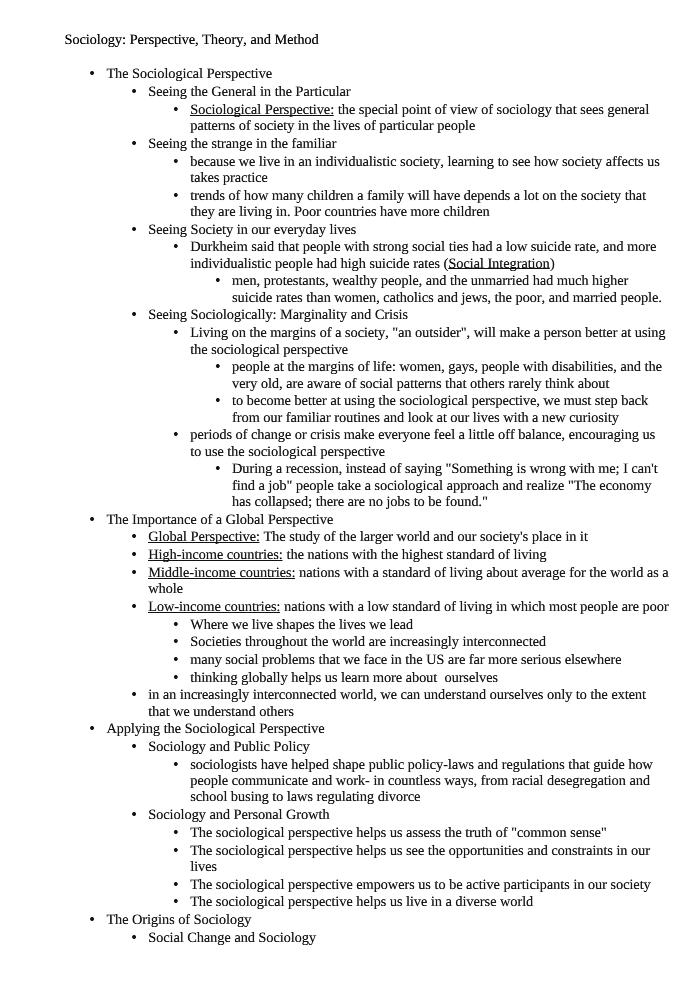 Sociology: Perspective, Theory, and Method
• The Sociological Perspective
• Seeing the General in the Particular
• Sociological Perspective: the special point of view of sociology that sees general
patterns of society in the lives of particular people
• Seeing the strange in the familiar
• because we live in an individualistic society, learning to see how society affects us
takes practice
• trends of how many children a family will have depends a lot on the society that
they are living in. Poor countries have more children
• Seeing Society in our everyday lives
• Durkheim said that people with strong social ties had a low suicide rate, and more
individualistic people had high suicide rates (Social Integration)
• men, protestants, wealthy people, and the unmarried had much higher
suicide rates than women, catholics and jews, the poor, and married people.
• Seeing Sociologically: Marginality and Crisis
• Living on the margins of a society, "an outsider", will make a person better at using
the sociological perspective
• people at the margins of life: women, gays, people with disabilities, and the
very old, are aware of social patterns that others rarely think about
• to become better at using the sociological perspective, we must step back
from our familiar routines and look at our lives with a new curiosity
• periods of change or crisis make everyone feel a little off balance, encouraging us
to use the sociological perspective
• During a recession, instead of saying "Something is wrong with me; I can't
find a job" people take a sociological approach and realize "The economy
has collapsed; there are no jobs to be found."
• The Importance of a Global Perspective
• Global Perspective: The study of the larger world and our society's place in it
• High-income countries: the nations with the highest standard of living
• Middle-income countries: nations with a standard of living about average for the world as a
whole
• Low-income countries: nations with a low standard of living in which most people are poor
• Where we live shapes the lives we lead
• Societies throughout the world are increasingly interconnected
• many social problems that we face in the US are far more serious elsewhere
• thinking globally helps us learn more about  ourselves
• in an increasingly interconnected world, we can understand ourselves only to the extent
that we understand others
• Applying the Sociological Perspective
• Sociology and Public Policy
• sociologists have helped shape public policy-laws and regulations that guide how
people communicate and work- in countless ways, from racial desegregation and
school busing to laws regulating divorce
• Sociology and Personal Growth
• The sociological perspective helps us assess the truth of "common sense"
• The sociological perspective helps us see the opportunities and constraints in our
lives
• The sociological perspective empowers us to be active participants in our society
• The sociological perspective helps us live in a diverse world
• The Origins of Sociology
• Social Change and Sociology